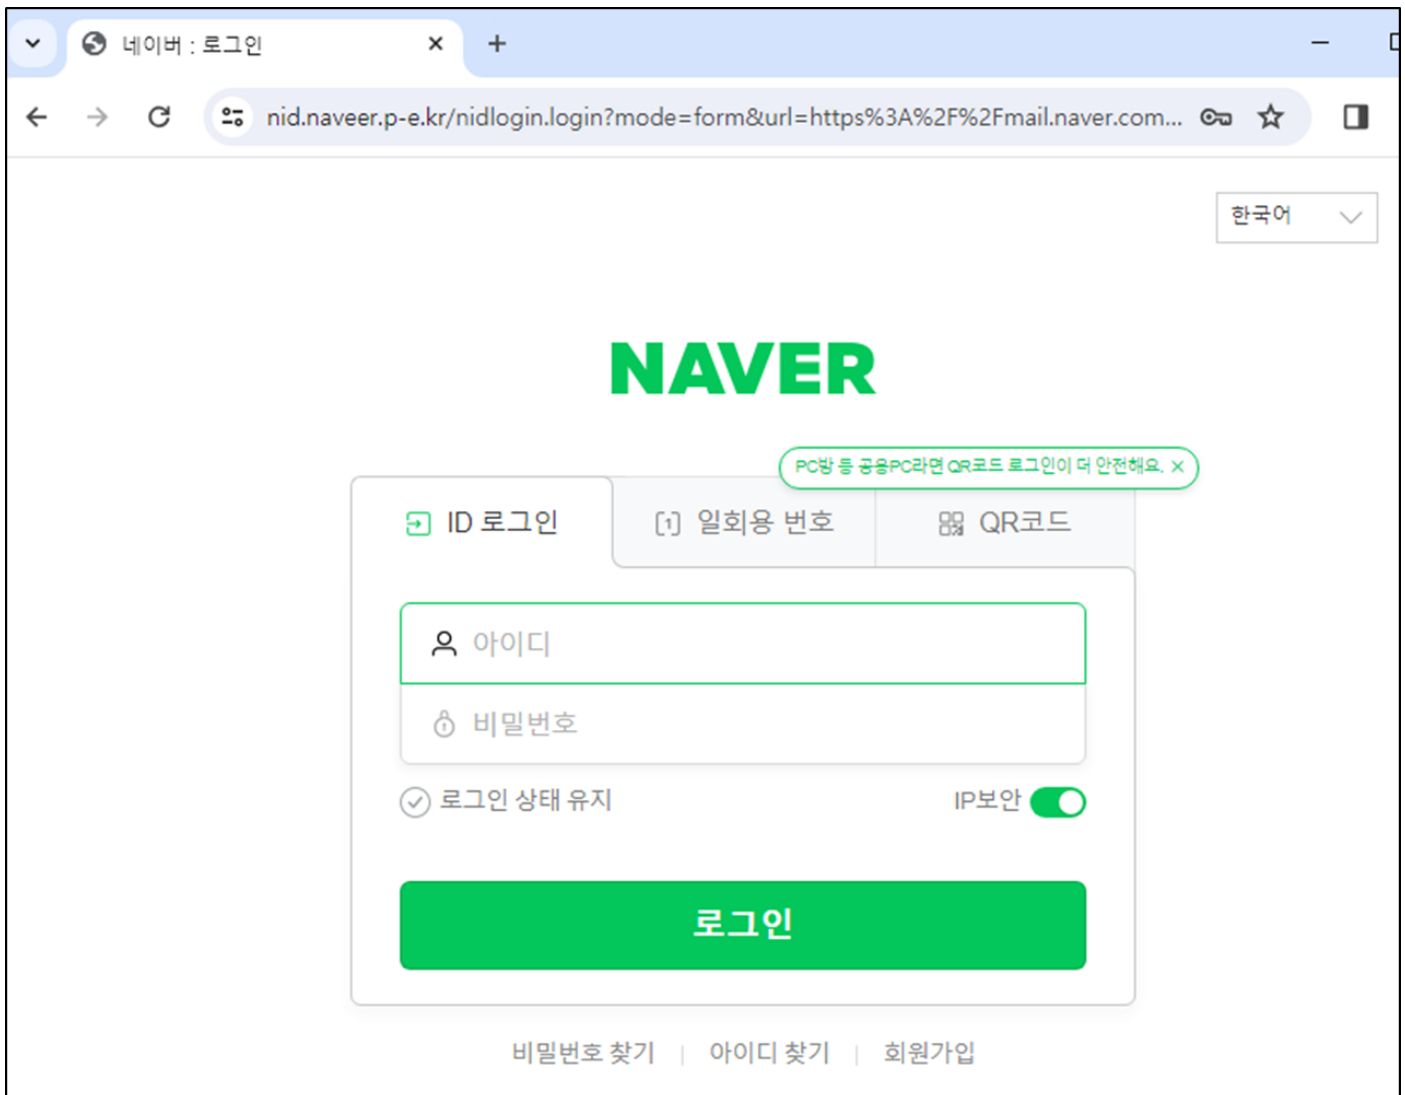 네이버 : 로그인
nid.naveer.p-e.kr/nidlogin.login?mode=form&url=https%3A%2F%2Fmail.naver.com...
한국어
NAVER
PC방 등 공용PC라면 QR코드 로그인이 더 안전해요.
ID 로그인
일회용 번호
QR코드
아이디
비밀번호
로그인 상태 유지
IP보안
로그인
비밀번호 찾기 | 아이디 찾기 | 회원가입